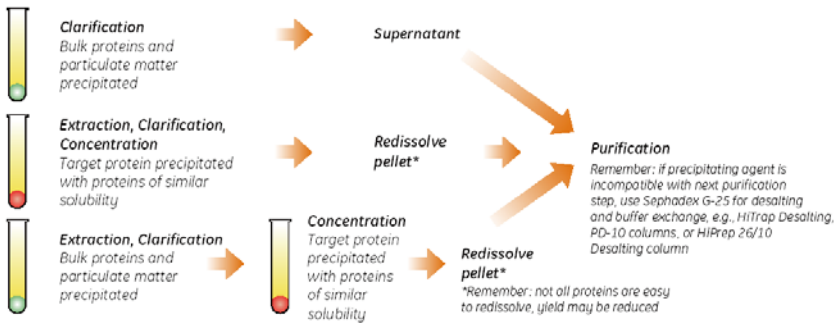 Clarification
Bulk proteins and
particulate matter
precipitated
Supernatant
Extraction, Clarification,
Concentration
Target protein precipitated
with proteins of similar
solubility
Redissolve
pellet*
Purification
Remember: if precipitating agent is
incompatible with next purification
step, use Sephadex G-25 for desalting
and buffer exchange, e.g., HiTrap Desalting,
PD-10 columns, or HiPrep 26/10
Desalting column
Extraction, Clarification
Bulk proteins and
particulate matter
precipitated
Concentration
Target protein
precipitated
with proteins
of similar
solubility
Redissolve
pellet*
*Remember: not all proteins are easy
to redissolve, yield may be reduced